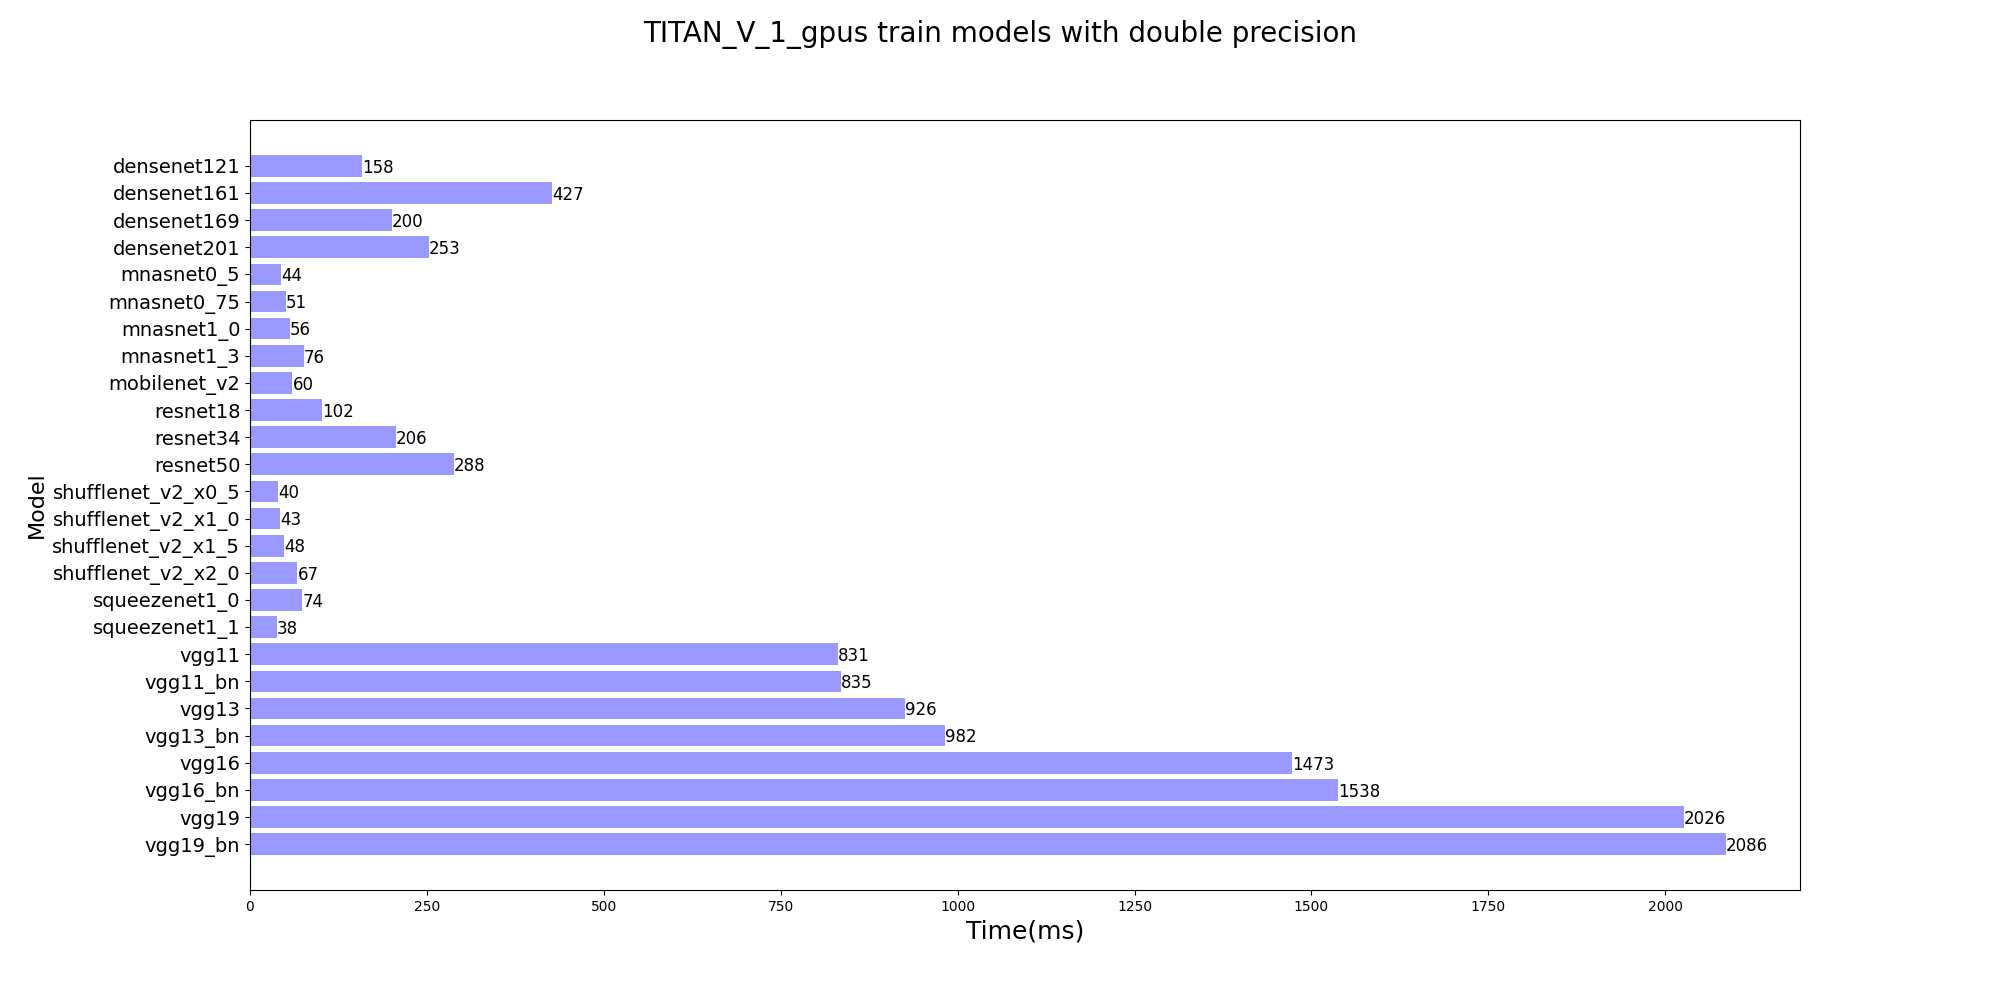 TITAN_V_1_gpus train models with double precision
densenet121 158
densenet161 427
densenet169 200
densenet201 253
mnasnet0_5 44
mnasnet0_75 51
mnasnet1_0 56
mnasnet1_3 76
mobilenet_v2 60
resnet18 102
resnet34 206
resnet50 288
shufflenet_v2_x0_5 40
shufflenet_v2_x1_0 43
shufflenet_v2_x1_5 48
shufflenet_v2_x2_0 67
squeezenet1_0 74
squeezenet1_1 38
vgg11 831
vgg11_bn 835
vgg13 926
vgg13_bn 982
vgg16 1473
vgg16_bn 1538
vgg19 2026
vgg19_bn 2086
Model
0 250 500 750 1000 1250 1500 1750 2000
Time(ms)